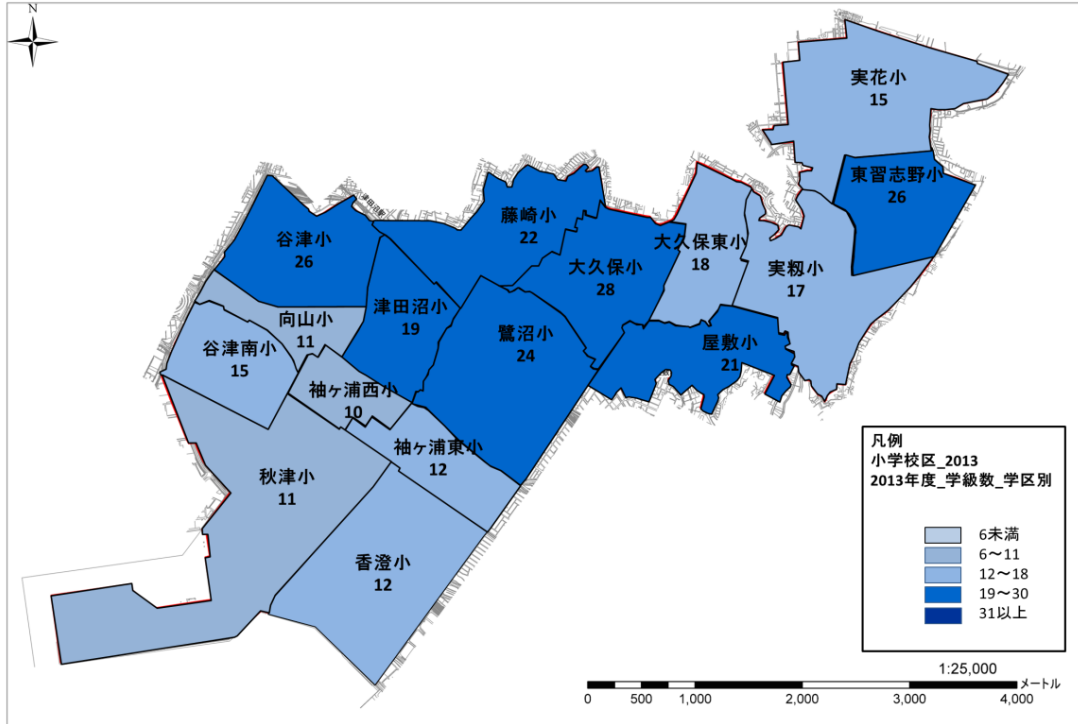 N
実花小
15
東習志野小
26
藤崎小
22
谷津小
26
大久保東小
18
大久保小
28
実籾小
17
津田沼小
19
向山小
11
鷺沼小
24
谷津南小
15
屋敷小
21
袖ヶ浦西小
10
袖ヶ浦東小
12
秋津小
11
香澄小
12
凡例
小学校区_2013
2013年度_学級数_学区別
6未満
6～11
12～18
19～30
31以上
1:25,000
メートル
0 500 1,000 2,000 3,000 4,000